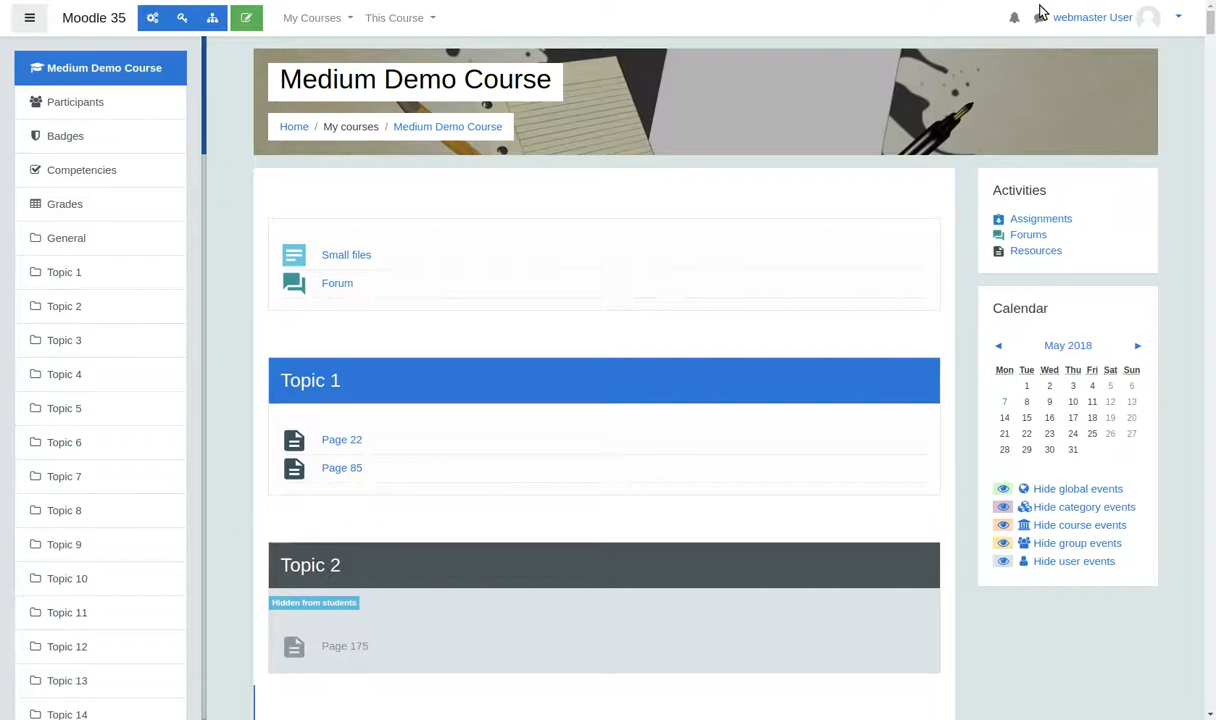 Moodle 35
My Courses
This Course
webmaster User
Medium Demo Course
Participants
Badges
Competencies
Grades
General
Topic 1
Topic 2
Topic 3
Topic 4
Topic 5
Topic 6
Topic 7
Topic 8
Topic 9
Topic 10
Topic 11
Topic 12
Topic 13
Topic 14
Medium Demo Course
Home / My courses / Medium Demo Course
Small files
Forum
Topic 1
Page 22
Page 85
Topic 2
Hidden from students
Page 175
Activities
Assignments
Forums
Resources
Calendar
◄ May 2018 ►
Mon Tue Wed Thu Fri Sat Sun
1 2 3 4 5 6
7 8 9 10 11 12 13
14 15 16 17 18 19 20
21 22 23 24 25 26 27
28 29 30 31
Hide global events
Hide category events
Hide course events
Hide group events
Hide user events